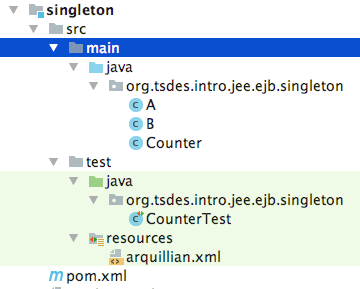 singleton
src
main
java
org.tsdes.intro.jee.ejb.singleton
A
B
Counter
test
java
org.tsdes.intro.jee.ejb.singleton
CounterTest
resources
arquillian.xml
pom.xml